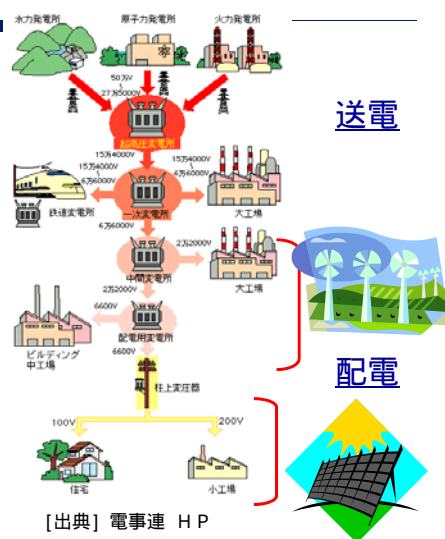 水力発電所
原子力発電所
火力発電所
50万V
~
27万5000V
送電
超高圧変電所
15万4000V
15万4000V
~
6万6000V
15万4000V
~
6万6000V
鉄道変電所
一次変電所
大工場
6万6000V
2万2000V
中間変電所
大工場
2万2000V
6600V
配電用変電所
ビルディング
中工場
6600V
配電
柱上変圧器
100V
200V
住宅
小工場
[出典] 電事連 HP